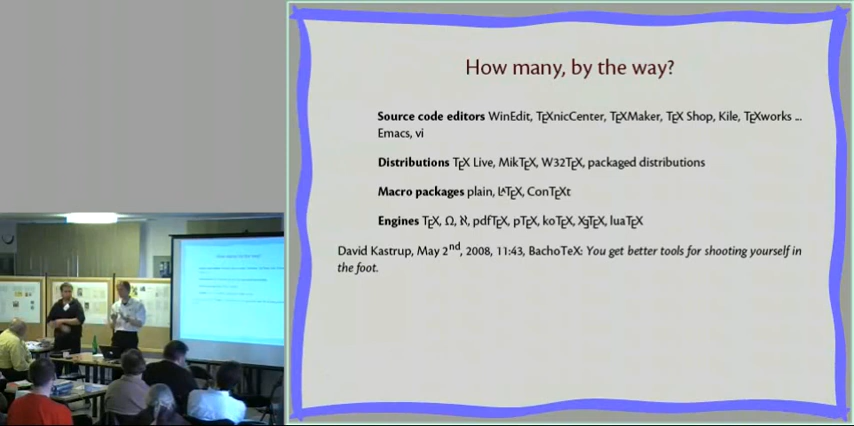 How many, by the way?
Source code editors WinEdit, TEXnicCenter, TEXMaker, TEX Shop, Kile, TEXworks ...
Emacs, vi
Distributions TEX Live, MikTEX, W32TEX, packaged distributions
Macro packages plain, LATEX, ConTEXt
Engines TEX, Ω, ℵ, pdfTEX, pTEX, koTEX, XƎTEX, luaTEX
David Kastrup, May 2nd, 2008, 11:43, BachoTeX: You get better tools for shooting yourself in
the foot.